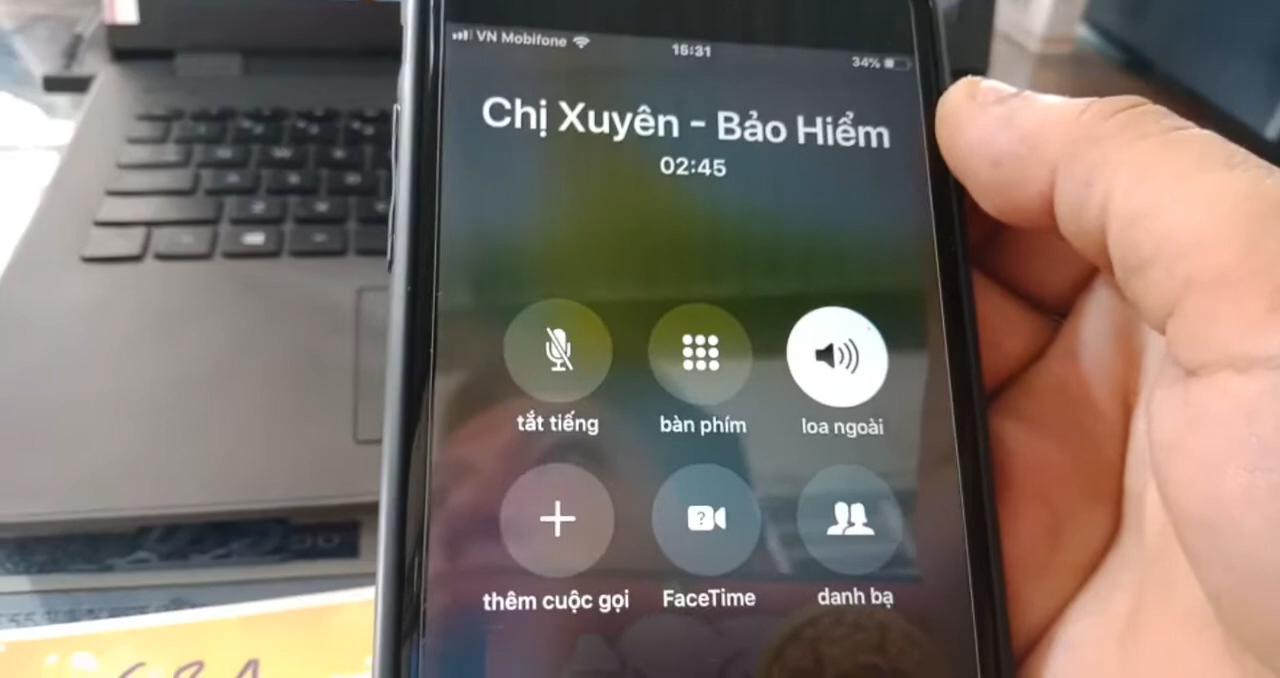 VN Mobifone
15:31
34%
Chị Xuyên - Bảo Hiểm
02:45
tắt tiếng
bàn phím
loa ngoài
?
thêm cuộc gọi
FaceTime
danh bạ